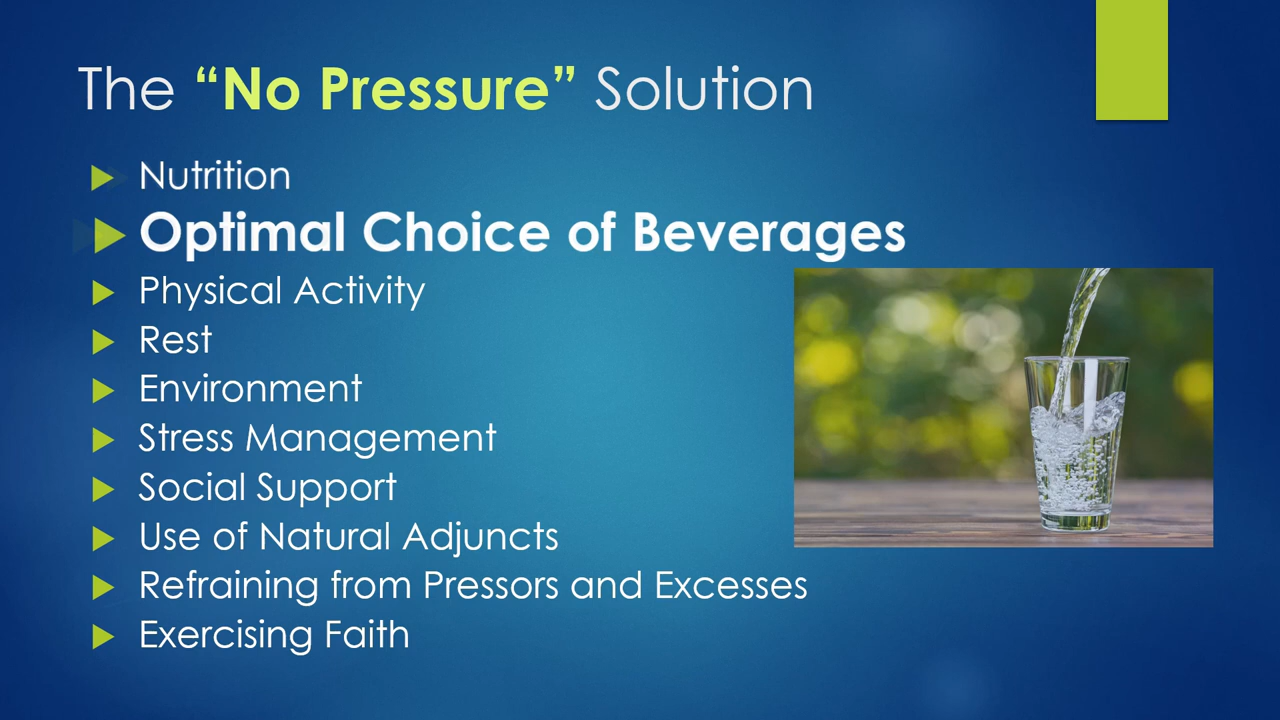 The “No Pressure” Solution
Nutrition
Optimal Choice of Beverages
Physical Activity
Rest
Environment
Stress Management
Social Support
Use of Natural Adjuncts
Refraining from Pressors and Excesses
Exercising Faith